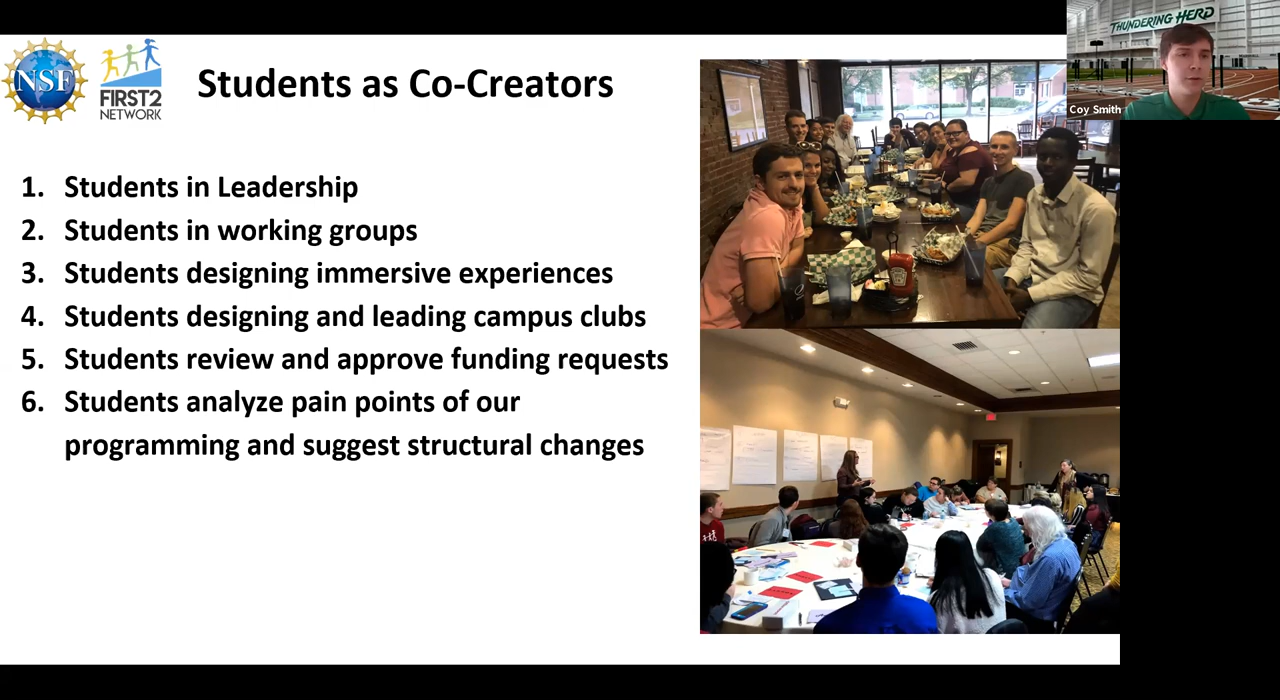 THUNDERING HERD
Coy Smith
NSF
FIRST2
NETWORK
Students as Co-Creators
1. Students in Leadership
2. Students in working groups
3. Students designing immersive experiences
4. Students designing and leading campus clubs
5. Students review and approve funding requests
6. Students analyze pain points of our
programming and suggest structural changes
HEINZ